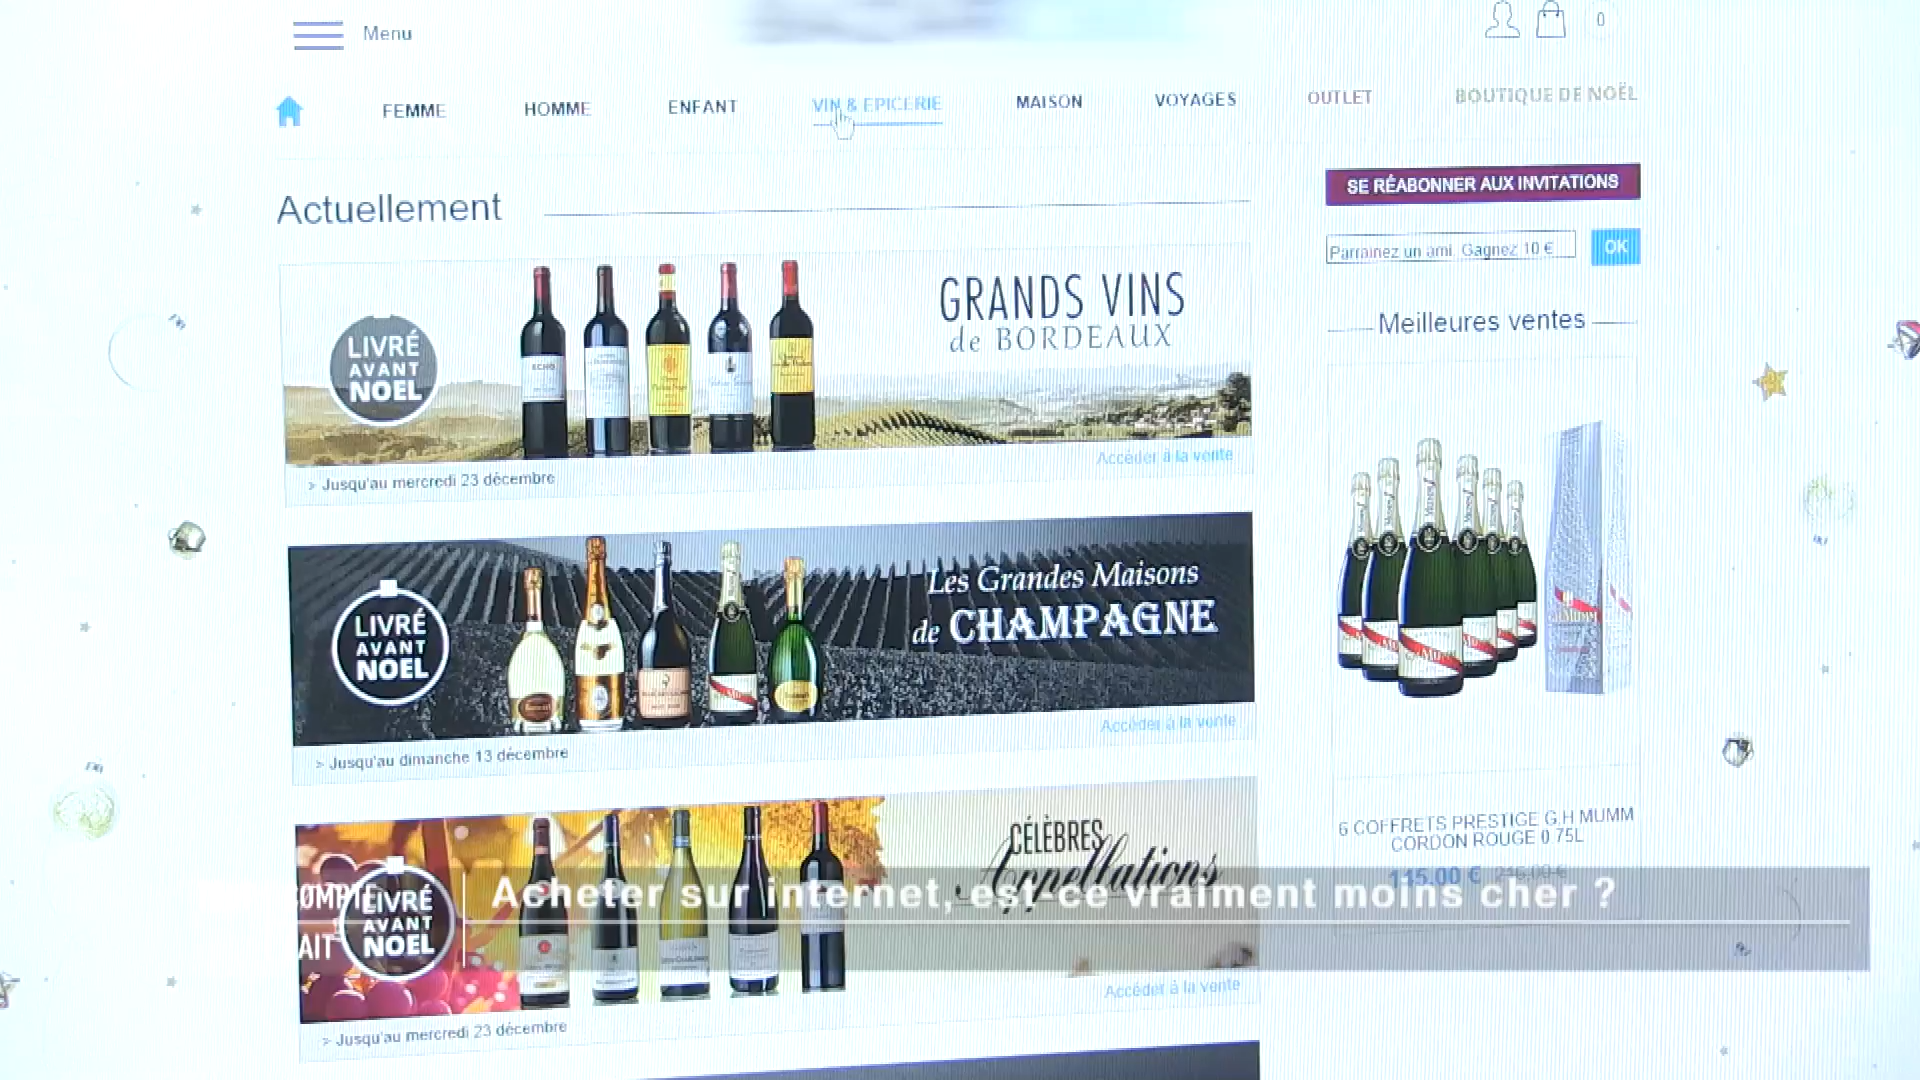 Menu
0
FEMME
HOMME
ENFANT
VIN & EPICERIE
MAISON
VOYAGES
OUTLET
BOUTIQUE DE NOËL
Actuellement
SE RÉABONNER AUX INVITATIONS
Parrainez un ami. Gagnez 10 €
OK
LIVRÉ
AVANT
NOEL
GRANDS VINS
de BORDEAUX
> Jusqu'au mercredi 23 décembre
Accéder à la vente
Meilleures ventes
LIVRÉ
AVANT
NOEL
Les Grandes Maisons
de CHAMPAGNE
> Jusqu'au dimanche 13 décembre
Accéder à la vente
6 COFFRETS PRESTIGE G.H MUMM
CORDON ROUGE 0.75L
115,00 € 216,00 €
LIVRÉ
AVANT
NOEL
CÉLÈBRES
Appellations
Acheter sur internet, est-ce vraiment moins cher ?
> Jusqu'au mercredi 23 décembre
Accéder à la vente